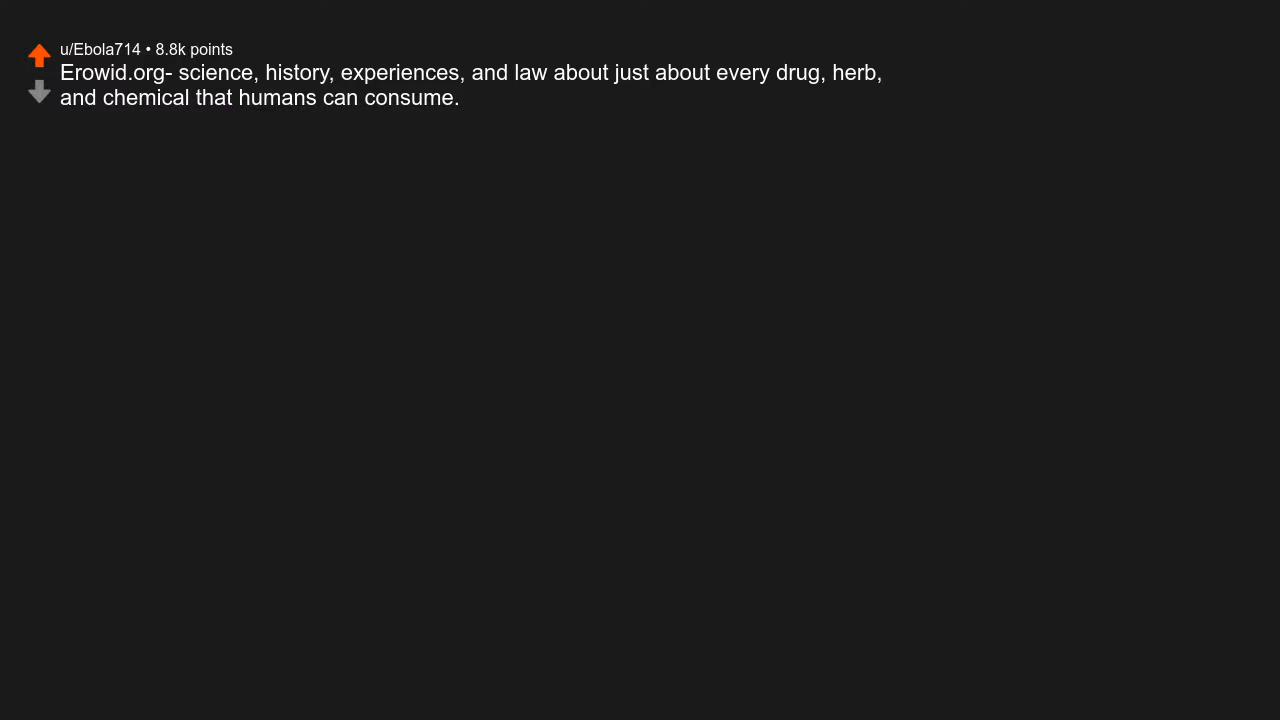 u/Ebola714 • 8.8k points
Erowid.org- science, history, experiences, and law about just about every drug, herb,
and chemical that humans can consume.